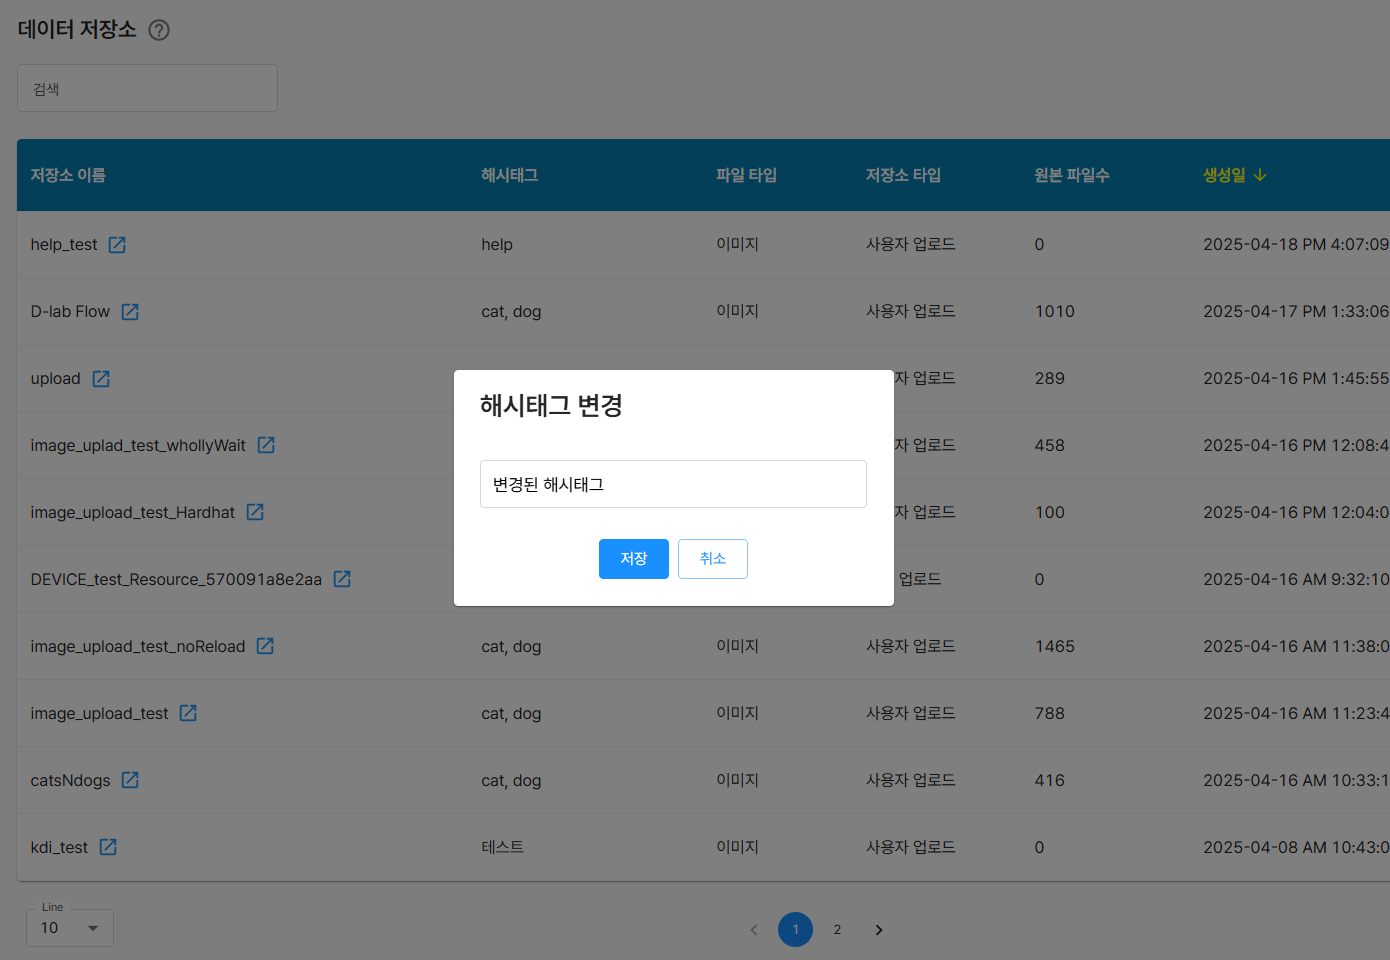 데이터 저장소
검색
저장소 이름 해시태그 파일 타입 저장소 타입 원본 파일수 생성일
help_test help 이미지 사용자 업로드 0 2025-04-18 PM 4:07:09
D-lab Flow cat, dog 이미지 사용자 업로드 1010 2025-04-17 PM 1:33:06
upload 자 업로드 289 2025-04-16 PM 1:45:55
해시태그 변경
image_uplad_test_whollyWait 자 업로드 458 2025-04-16 PM 12:08:4
변경된 해시태그
image_upload_test_Hardhat 자 업로드 100 2025-04-16 PM 12:04:0
저장 취소
DEVICE_test_Resource_570091a8e2aa 업로드 0 2025-04-16 AM 9:32:10
image_upload_test_noReload cat, dog 이미지 사용자 업로드 1465 2025-04-16 AM 11:38:0
image_upload_test cat, dog 이미지 사용자 업로드 788 2025-04-16 AM 11:23:4
catsNdogs cat, dog 이미지 사용자 업로드 416 2025-04-16 AM 10:33:1
kdi_test 테스트 이미지 사용자 업로드 0 2025-04-08 AM 10:43:0
Line
10 1 2